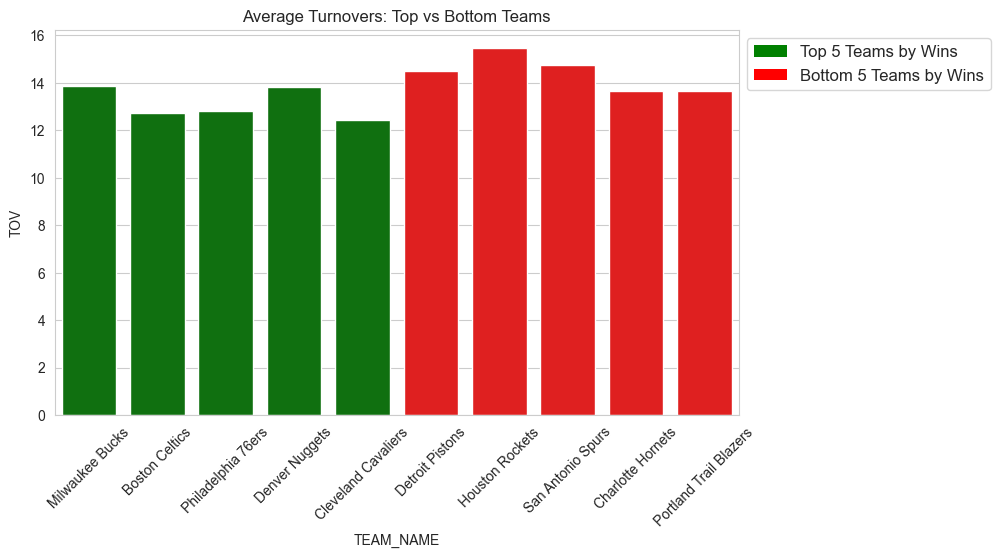 Average Turnovers: Top vs Bottom Teams
16
14
12
10
8
6
4
2
0
TOV
Milwaukee Bucks
Boston Celtics
Philadelphia 76ers
Denver Nuggets
Cleveland Cavaliers
Detroit Pistons
Houston Rockets
San Antonio Spurs
Charlotte Hornets
Portland Trail Blazers
TEAM_NAME
Top 5 Teams by Wins
Bottom 5 Teams by Wins